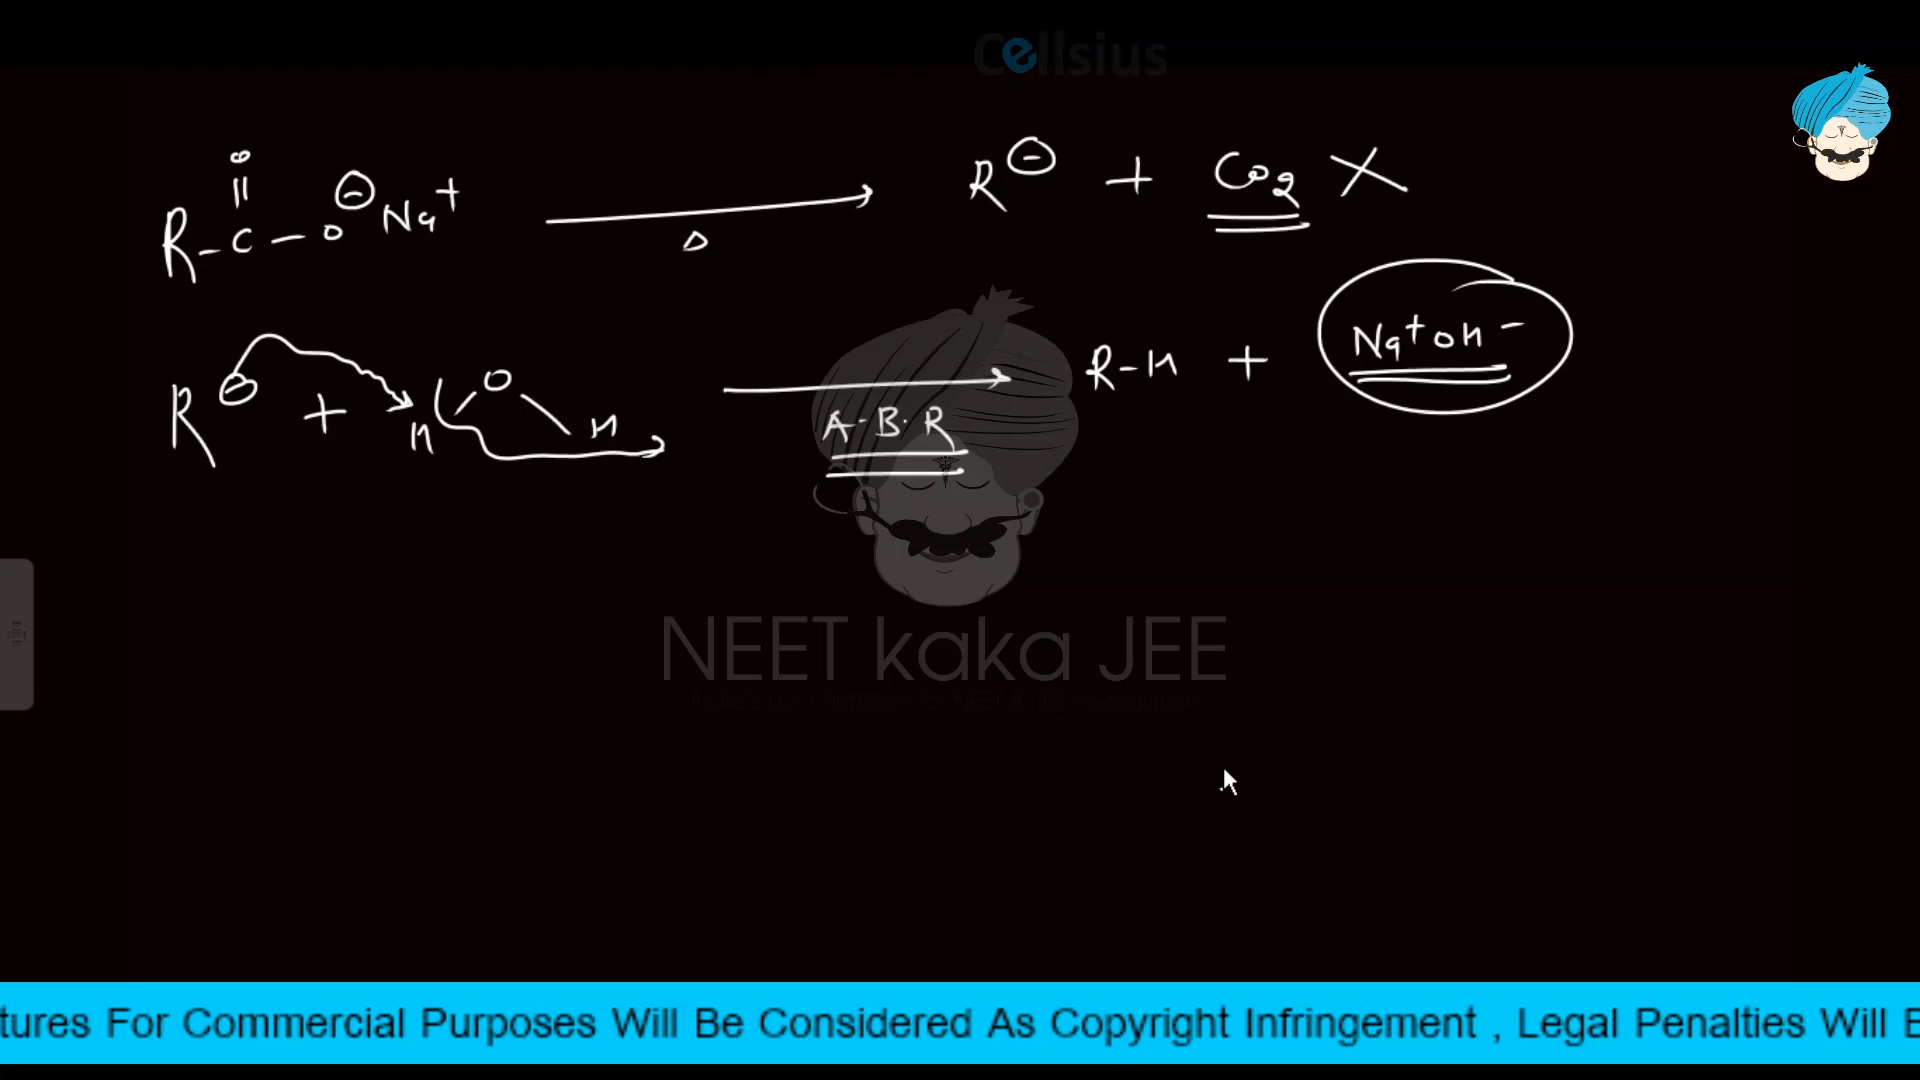 Cellsius
O
R-C-O⊖ Na+ → Δ R⊖ + CO2 ×
R⊖ + H O H → A.B.R R-H + Na+OH-
NEET kaka JEE
tures For Commercial Purposes Will Be Considered As Copyright Infringement , Legal Penalties Will